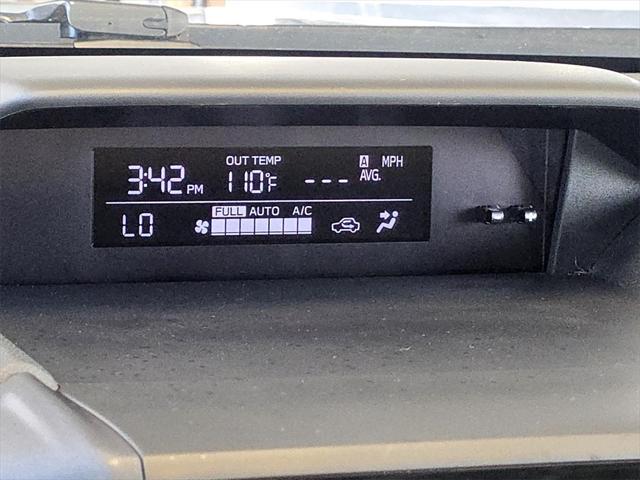 OUT TEMP A MPH
3:42 PM 110°F --- AVG.
FULL AUTO A/C
LO